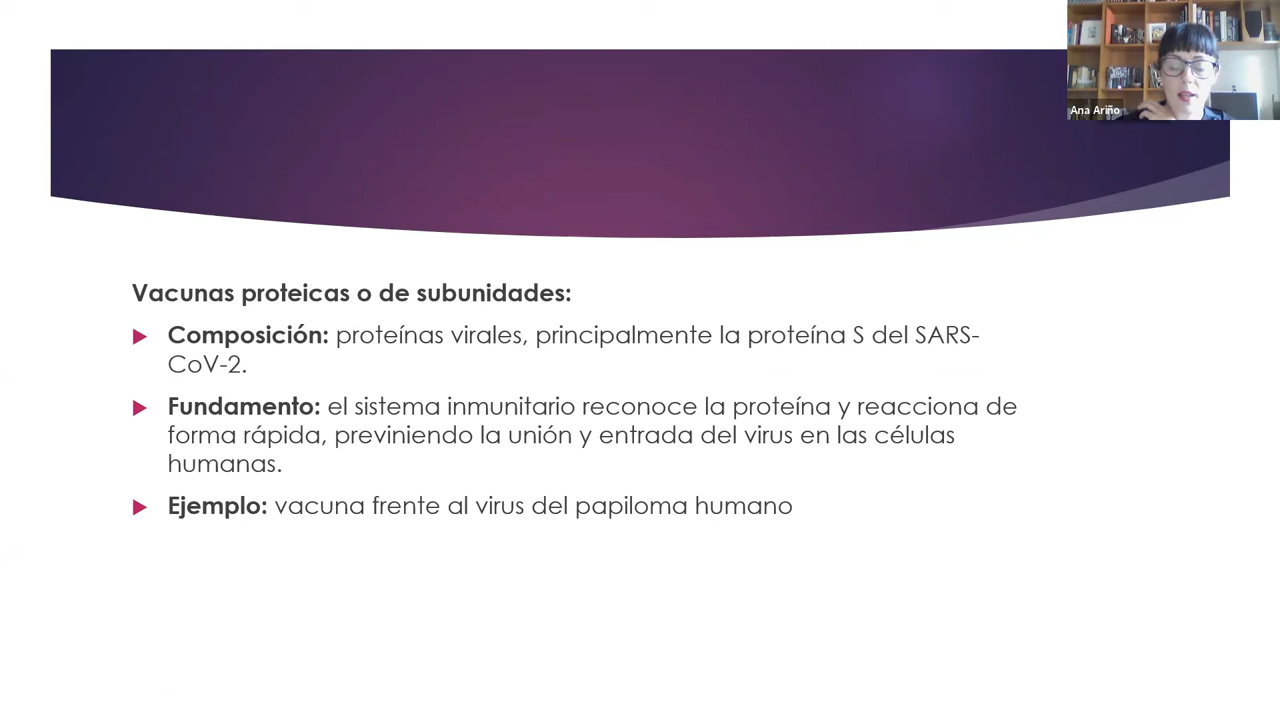 Ana Ariño
Vacunas proteicas o de subunidades:
Composición: proteínas virales, principalmente la proteína S del SARS-
CoV-2.
Fundamento: el sistema inmunitario reconoce la proteína y reacciona de
forma rápida, previniendo la unión y entrada del virus en las células
humanas.
Ejemplo: vacuna frente al virus del papiloma humano